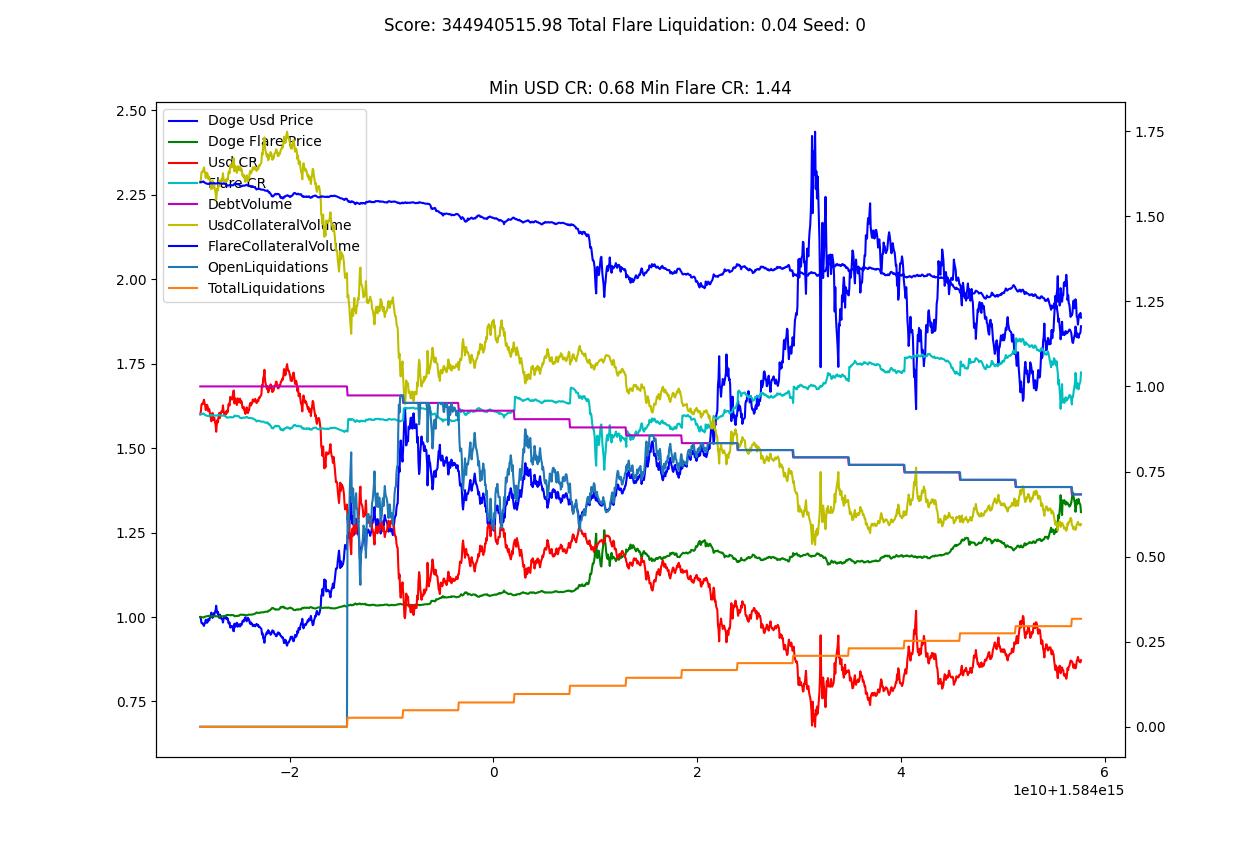 Score: 344940515.98 Total Flare Liquidation: 0.04 Seed: 0
Min USD CR: 0.68 Min Flare CR: 1.44
Doge Usd Price
Doge Flare Price
Usd CR
Flare CR
DebtVolume
UsdCollateralVolume
FlareCollateralVolume
OpenLiquidations
TotalLiquidations
2.50
2.25
2.00
1.75
1.50
1.25
1.00
0.75
1.75
1.50
1.25
1.00
0.75
0.50
0.25
0.00
−2 0 2 4 6
1e10+1.584e15